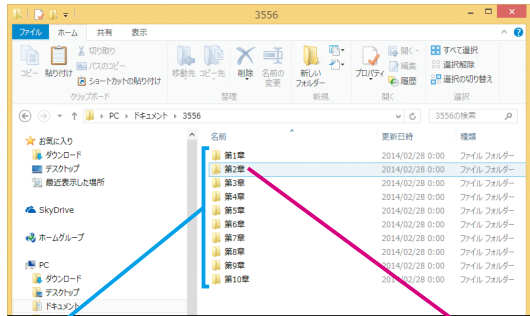 3556
ファイル ホーム 共有 表示
コピー 貼り付け 切り取り パスのコピー ショートカットの貼り付け
移動先 コピー先 削除 名前の変更
新しいフォルダー
プロパティ 開く 編集 履歴
すべて選択 選択解除 選択の切り替え
クリップボード 整理 新規 開く 選択
PC ドキュメント 3556 3556の検索
名前 更新日時 種類
お気に入り
ダウンロード
デスクトップ
最近表示した場所
SkyDrive
ホームグループ
PC
ダウンロード
デスクトップ
ドキュメント
第1章 2014/02/28 0:00 ファイル フォルダー
第2章 2014/02/28 0:00 ファイル フォルダー
第3章 2014/02/28 0:00 ファイル フォルダー
第4章 2014/02/28 0:00 ファイル フォルダー
第5章 2014/02/28 0:00 ファイル フォルダー
第6章 2014/02/28 0:00 ファイル フォルダー
第7章 2014/02/28 0:00 ファイル フォルダー
第8章 2014/02/28 0:00 ファイル フォルダー
第9章 2014/02/28 0:00 ファイル フォルダー
第10章 2014/02/28 0:00 ファイル フォルダー